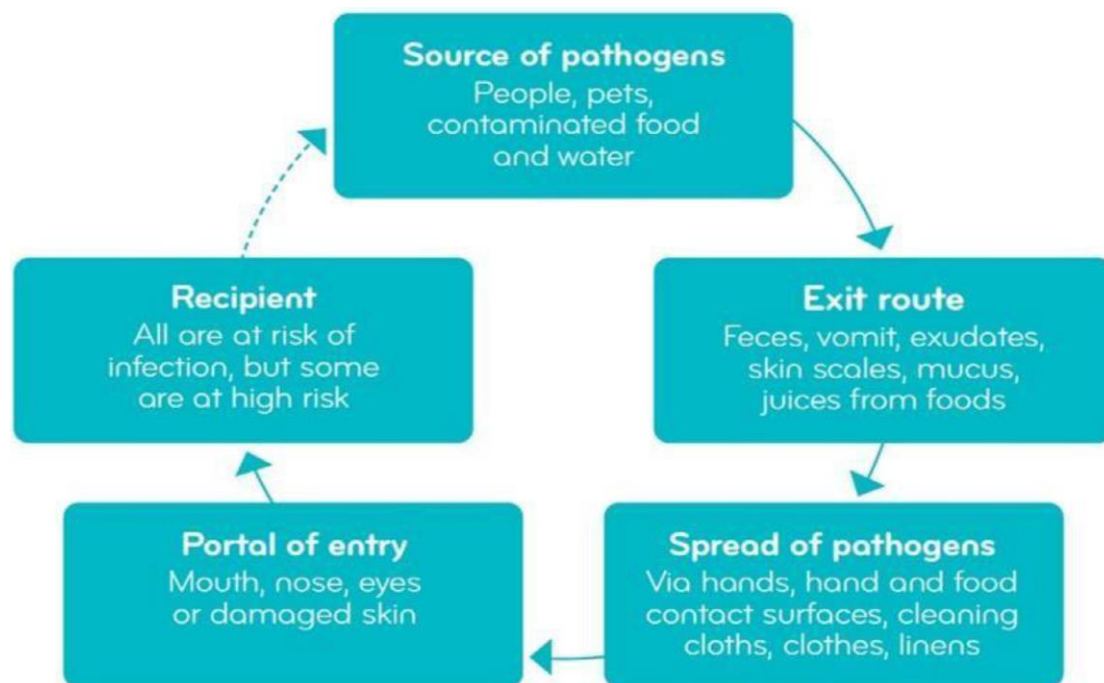 Source of pathogens
People, pets,
contaminated food
and water
Exit route
Feces, vomit, exudates,
skin scales, mucus,
juices from foods
Spread of pathogens
Via hands, hand and food
contact surfaces, cleaning
cloths, clothes, linens
Portal of entry
Mouth, nose, eyes
or damaged skin
Recipient
All are at risk of
infection, but some
are at high risk